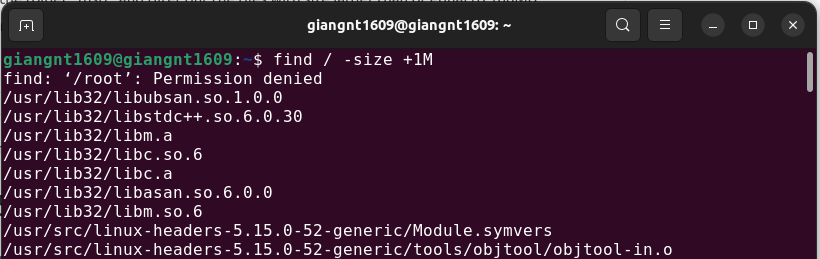 giangnt1609@giangnt1609: ~
giangnt1609@giangnt1609:~$ find / -size +1M
find: ‘/root’: Permission denied
/usr/lib32/libubsan.so.1.0.0
/usr/lib32/libstdc++.so.6.0.30
/usr/lib32/libm.a
/usr/lib32/libc.so.6
/usr/lib32/libc.a
/usr/lib32/libasan.so.6.0.0
/usr/lib32/libm.so.6
/usr/src/linux-headers-5.15.0-52-generic/Module.symvers
/usr/src/linux-headers-5.15.0-52-generic/tools/objtool/objtool-in.o